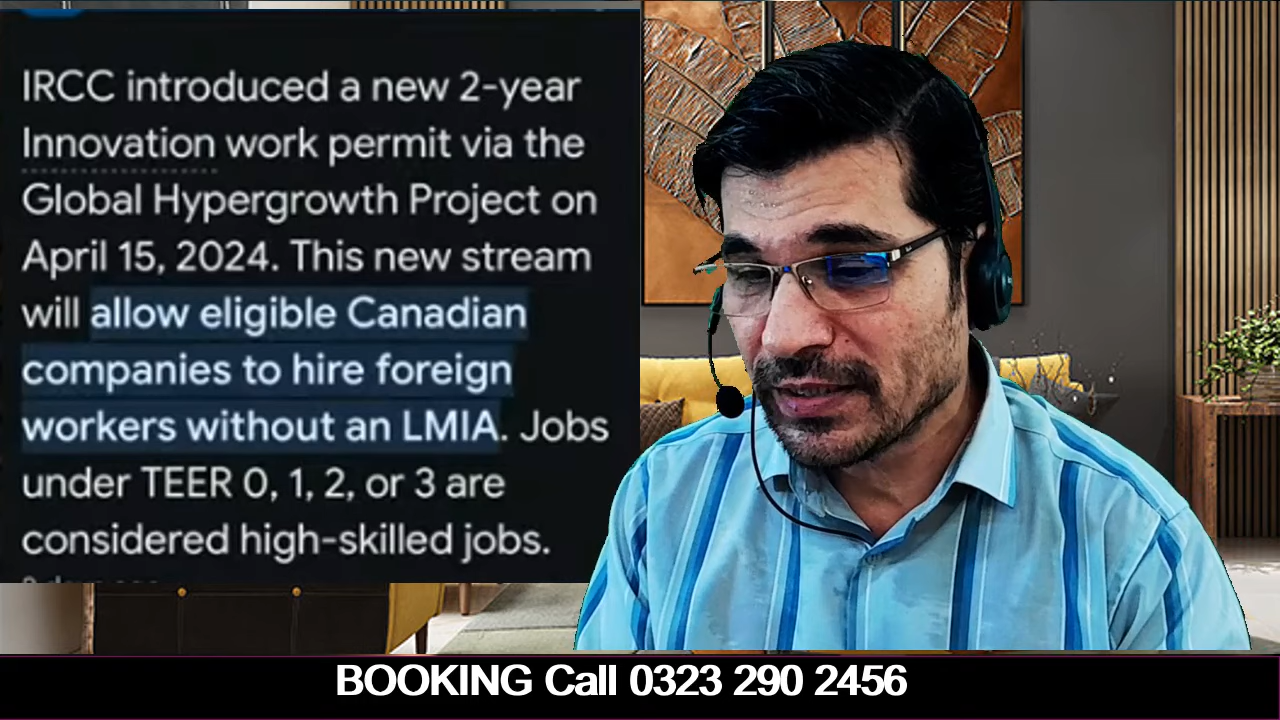 IRCC introduced a new 2-year
Innovation work permit via the
Global Hypergrowth Project on
April 15, 2024. This new stream
will allow eligible Canadian
companies to hire foreign
workers without an LMIA. Jobs
under TEER 0, 1, 2, or 3 are
considered high-skilled jobs.
BOOKING Call 0323 290 2456